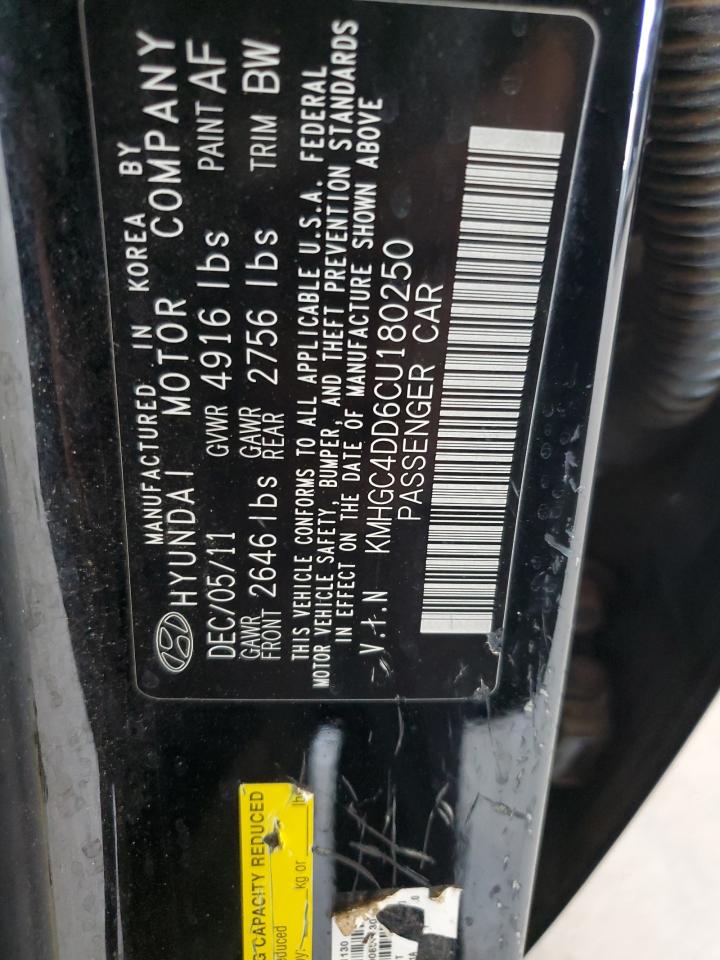 MANUFACTURED IN KOREA BY
HYUNDAI MOTOR COMPANY
DEC/05/11 GVWR 4916 lbs PAINT AF
GAWR FRONT 2646 lbs GAWR REAR 2756 lbs TRIM BW
THIS VEHICLE CONFORMS TO ALL APPLICABLE U.S.A. FEDERAL
MOTOR VEHICLE SAFETY, BUMPER, AND THEFT PREVENTION STANDARDS
IN EFFECT ON THE DATE OF MANUFACTURE SHOWN ABOVE
V.I.N KMHGC4DD6CU180250
PASSENGER CAR
CAPACITY REDUCED
kg or